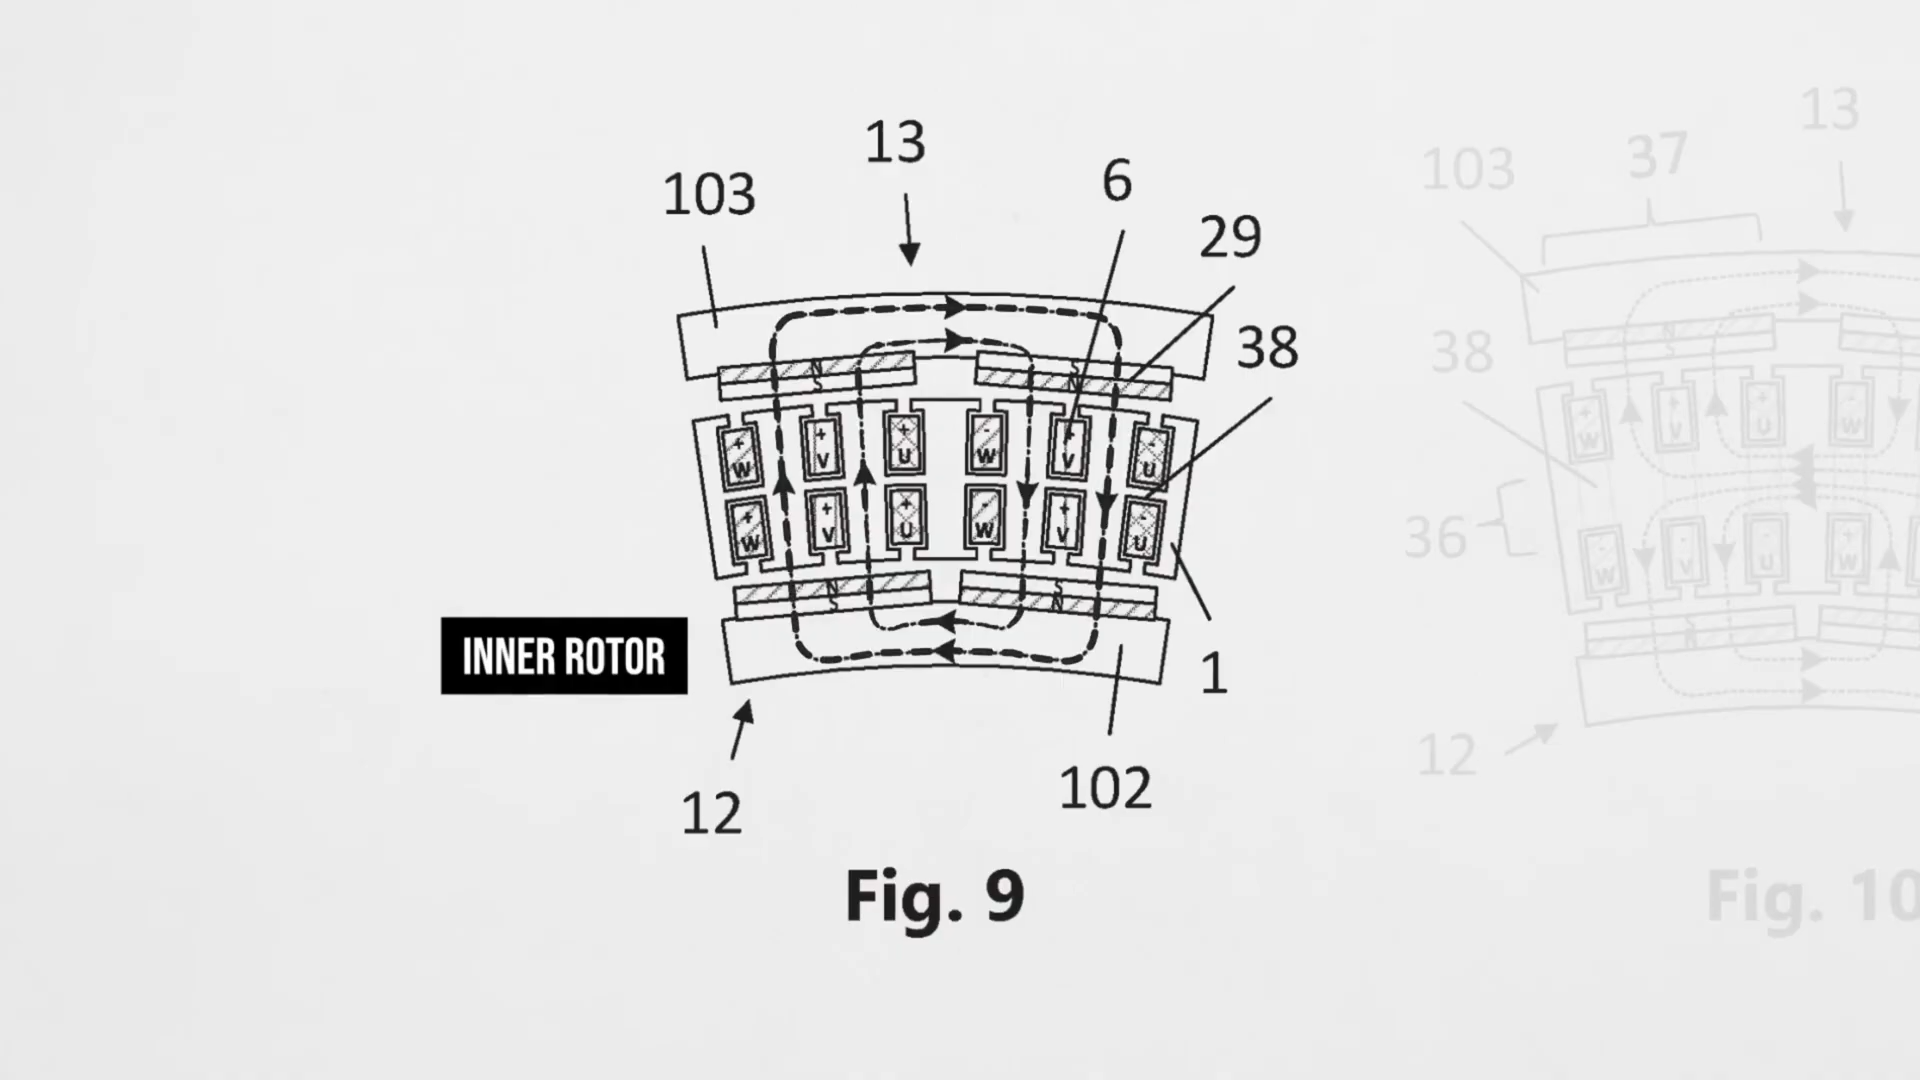 13
103
6
29
38
+
W
+
V
+
U
-
W
+
V
-
U
+
W
+
V
+
U
-
W
+
V
-
U
N
S
N
S
N
S
N
S
INNER ROTOR
1
12
102
Fig. 9
13
37
103
38
36
12
+
W
+
V
+
U
-
W
-
W
-
V
-
U
+
W
Fig. 10